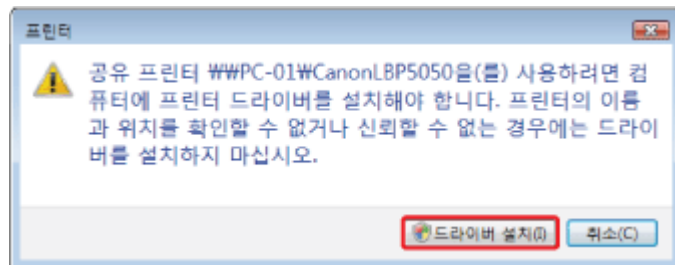 프린터
공유 프린터 ₩₩PC-01₩CanonLBP5050을(를) 사용하려면 컴
퓨터에 프린터 드라이버를 설치해야 합니다. 프린터의 이름
과 위치를 확인할 수 없거나 신뢰할 수 없는 경우에는 드라이
버를 설치하지 마십시오.
드라이버 설치(I) 취소(C)